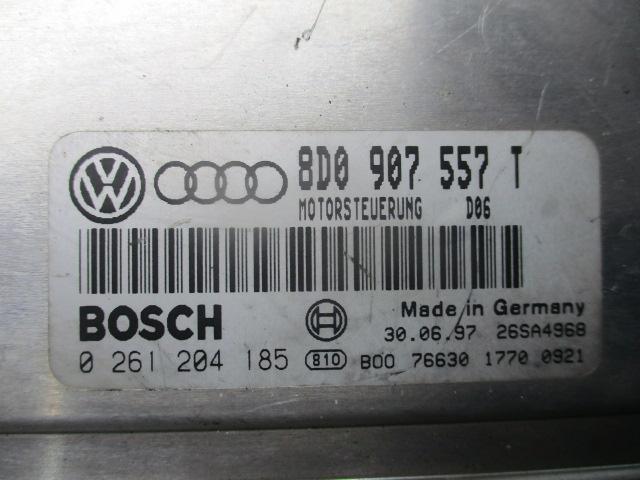 8D0 907 557 T
MOTORSTEUERUNG D06
BOSCH
Made in Germany
30.06.97 26SA4968
0 261 204 185 810 B00 76630 1770 0921